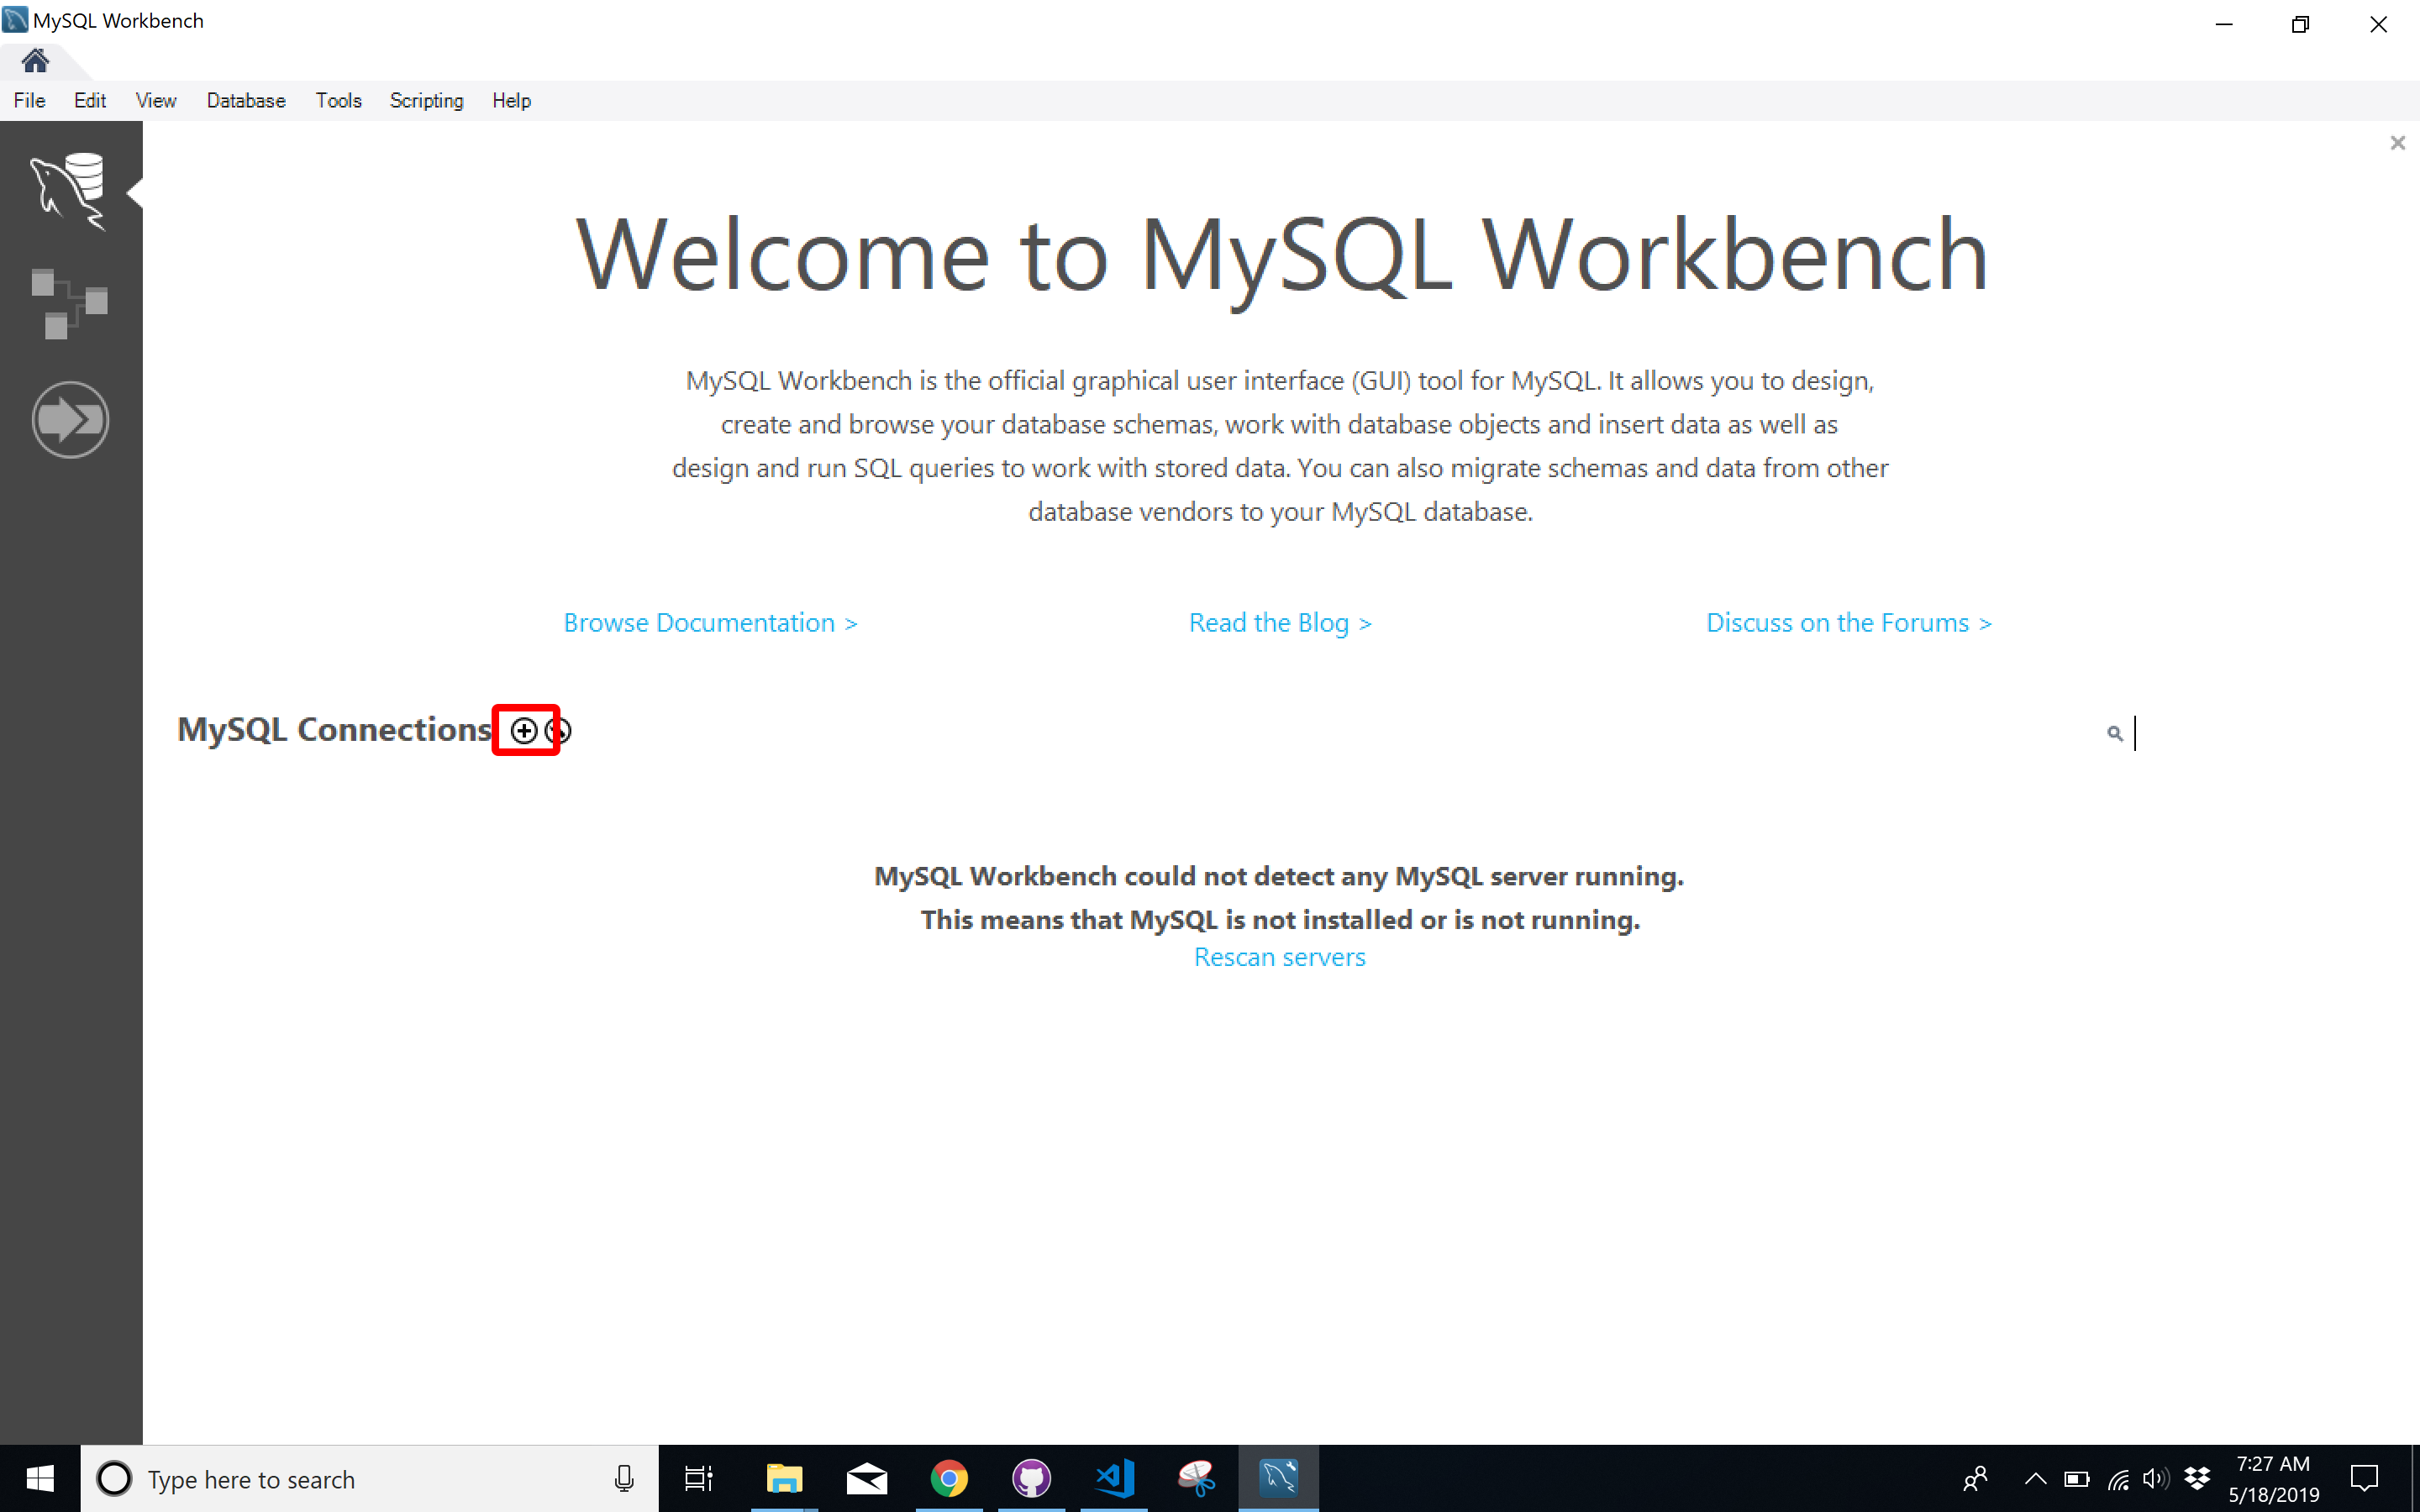 MySQL Workbench
File Edit View Database Tools Scripting Help
Welcome to MySQL Workbench
MySQL Workbench is the official graphical user interface (GUI) tool for MySQL. It allows you to design,
create and browse your database schemas, work with database objects and insert data as well as
design and run SQL queries to work with stored data. You can also migrate schemas and data from other
database vendors to your MySQL database.
Browse Documentation > Read the Blog > Discuss on the Forums >
MySQL Connections
MySQL Workbench could not detect any MySQL server running.
This means that MySQL is not installed or is not running.
Rescan servers
Type here to search
7:27 AM
5/18/2019